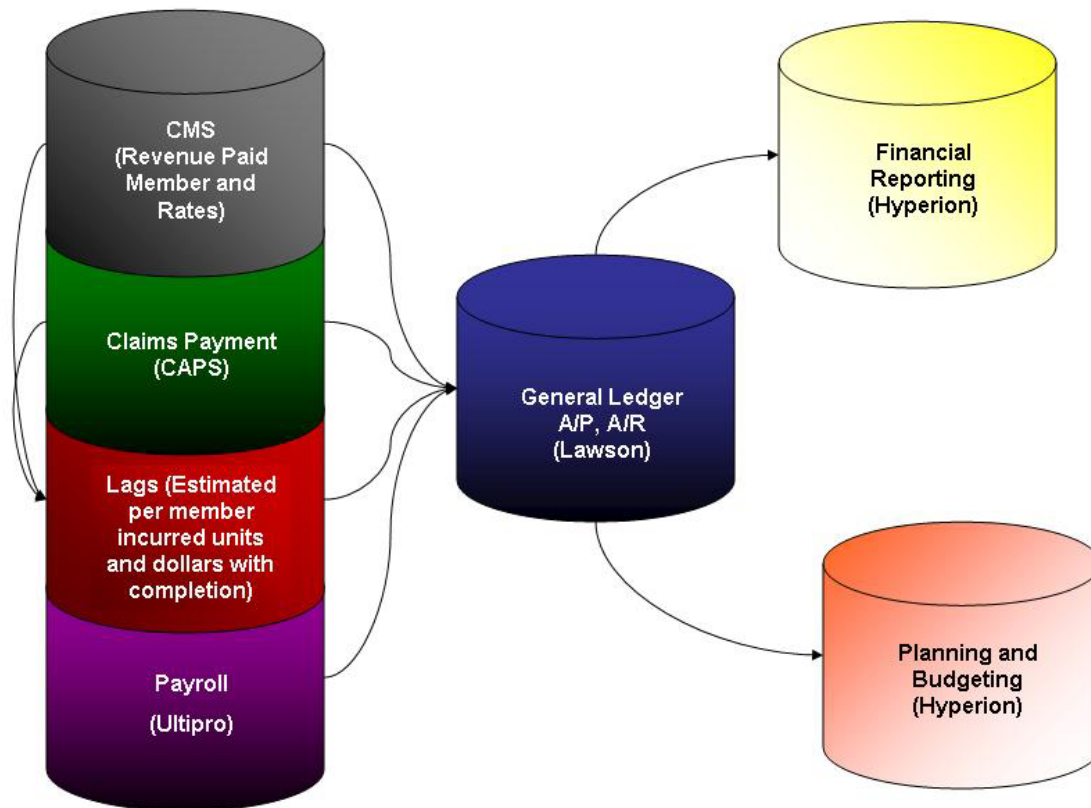 CMS
(Revenue Paid
Member and
Rates)
Claims Payment
(CAPS)
Lags (Estimated
per member
incurred units
and dollars with
completion)
Payroll
(Ultipro)
General Ledger
A/P, A/R
(Lawson)
Financial
Reporting
(Hyperion)
Planning and
Budgeting
(Hyperion)